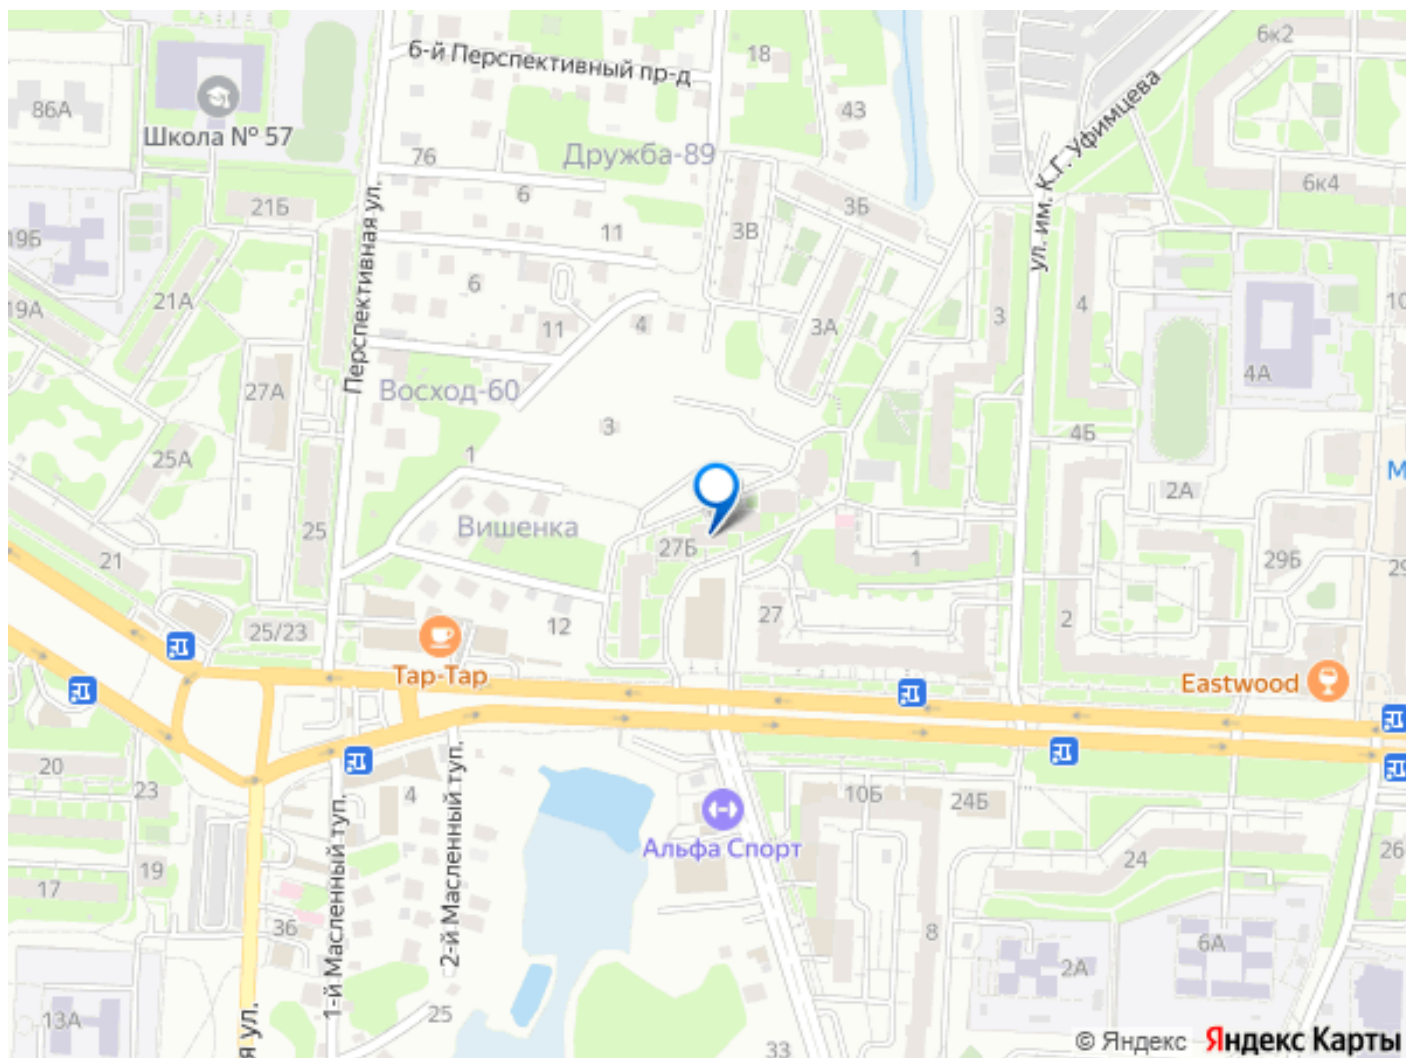 6-й Перспективный пр-д
18
6к2
86А
Школа № 57
43
ул. им. К.Г. Уфимцева
76
Дружба-89
6
6к4
21Б
Перспективная ул.
3Б
19Б
11
3В
6
21А
4
3
10
19А
11
4
3А
4А
27А
Восход-60
3
4Б
1
25А
М
2А
25
Вишенка
27Б
21
1
29Б
29
12
27
2
25/23
Тар-Тар
Eastwood
20
23
4
2-й Масленный туп.
10Б
24Б
1-й Масленный туп.
Альфа Спорт
24
26
19
17
36
8
6А
2А
25
13А
я ул.
33
© Яндекс Яндекс Карты